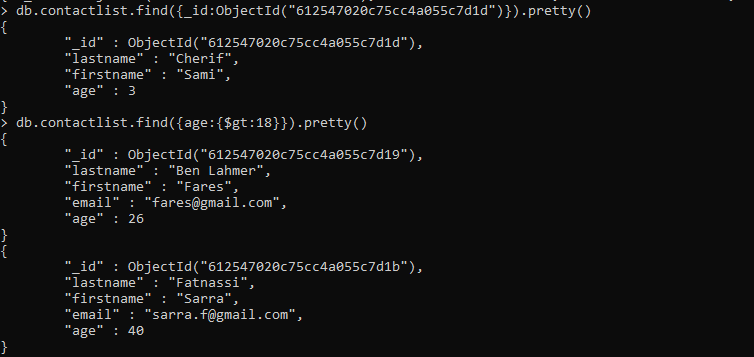 > db.contactlist.find({_id:ObjectId("612547020c75cc4a055c7d1d")}).pretty()
{
        "_id" : ObjectId("612547020c75cc4a055c7d1d"),
        "lastname" : "Cherif",
        "firstname" : "Sami",
        "age" : 3
}
> db.contactlist.find({age:{$gt:18}}).pretty()
{
        "_id" : ObjectId("612547020c75cc4a055c7d19"),
        "lastname" : "Ben Lahmer",
        "firstname" : "Fares",
        "email" : "fares@gmail.com",
        "age" : 26
}
{
        "_id" : ObjectId("612547020c75cc4a055c7d1b"),
        "lastname" : "Fatnassi",
        "firstname" : "Sarra",
        "email" : "sarra.f@gmail.com",
        "age" : 40
}